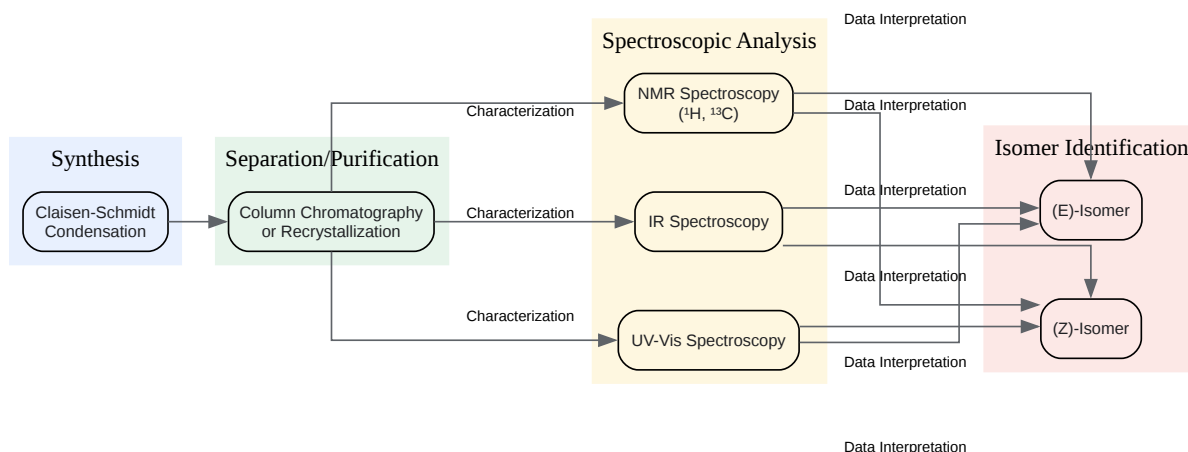 Synthesis
Claisen-Schmidt
Condensation
Separation/Purification
Column Chromatography
or Recrystallization
Characterization
Characterization
Characterization
Spectroscopic Analysis
NMR Spectroscopy
(¹H, ¹³C)
IR Spectroscopy
UV-Vis Spectroscopy
Data Interpretation
Data Interpretation
Data Interpretation
Data Interpretation
Data Interpretation
Data Interpretation
Isomer Identification
(E)-Isomer
(Z)-Isomer